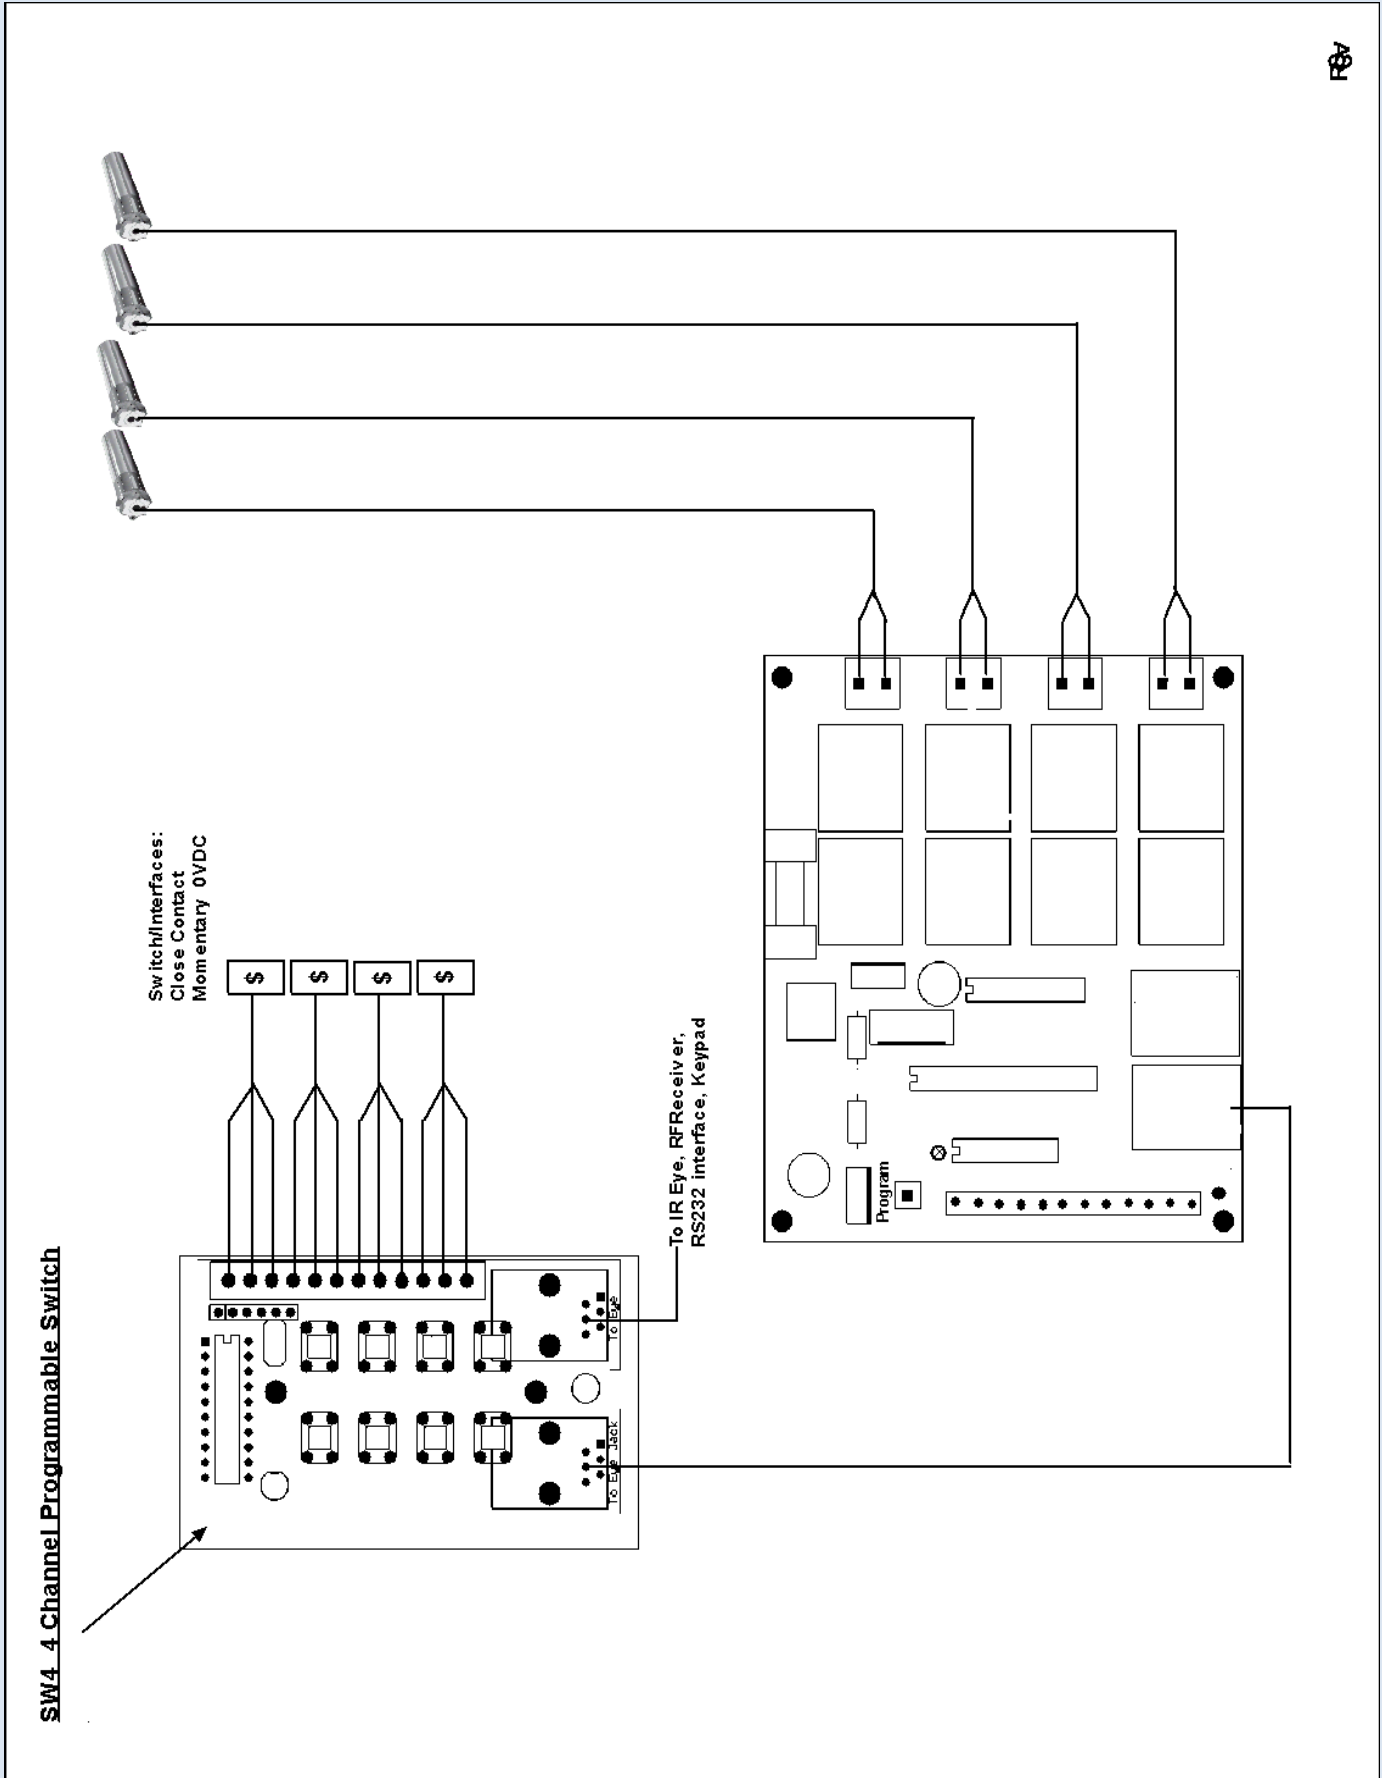 SW4 4 Channel Programmable Switch
Switch/Interfaces:
Close Contact
Momentary 0VDC
$
$
$
$
To IR Eye, RFReceiver,
RS232 interface, Keypad
To Eye
To Eye Jack
Program